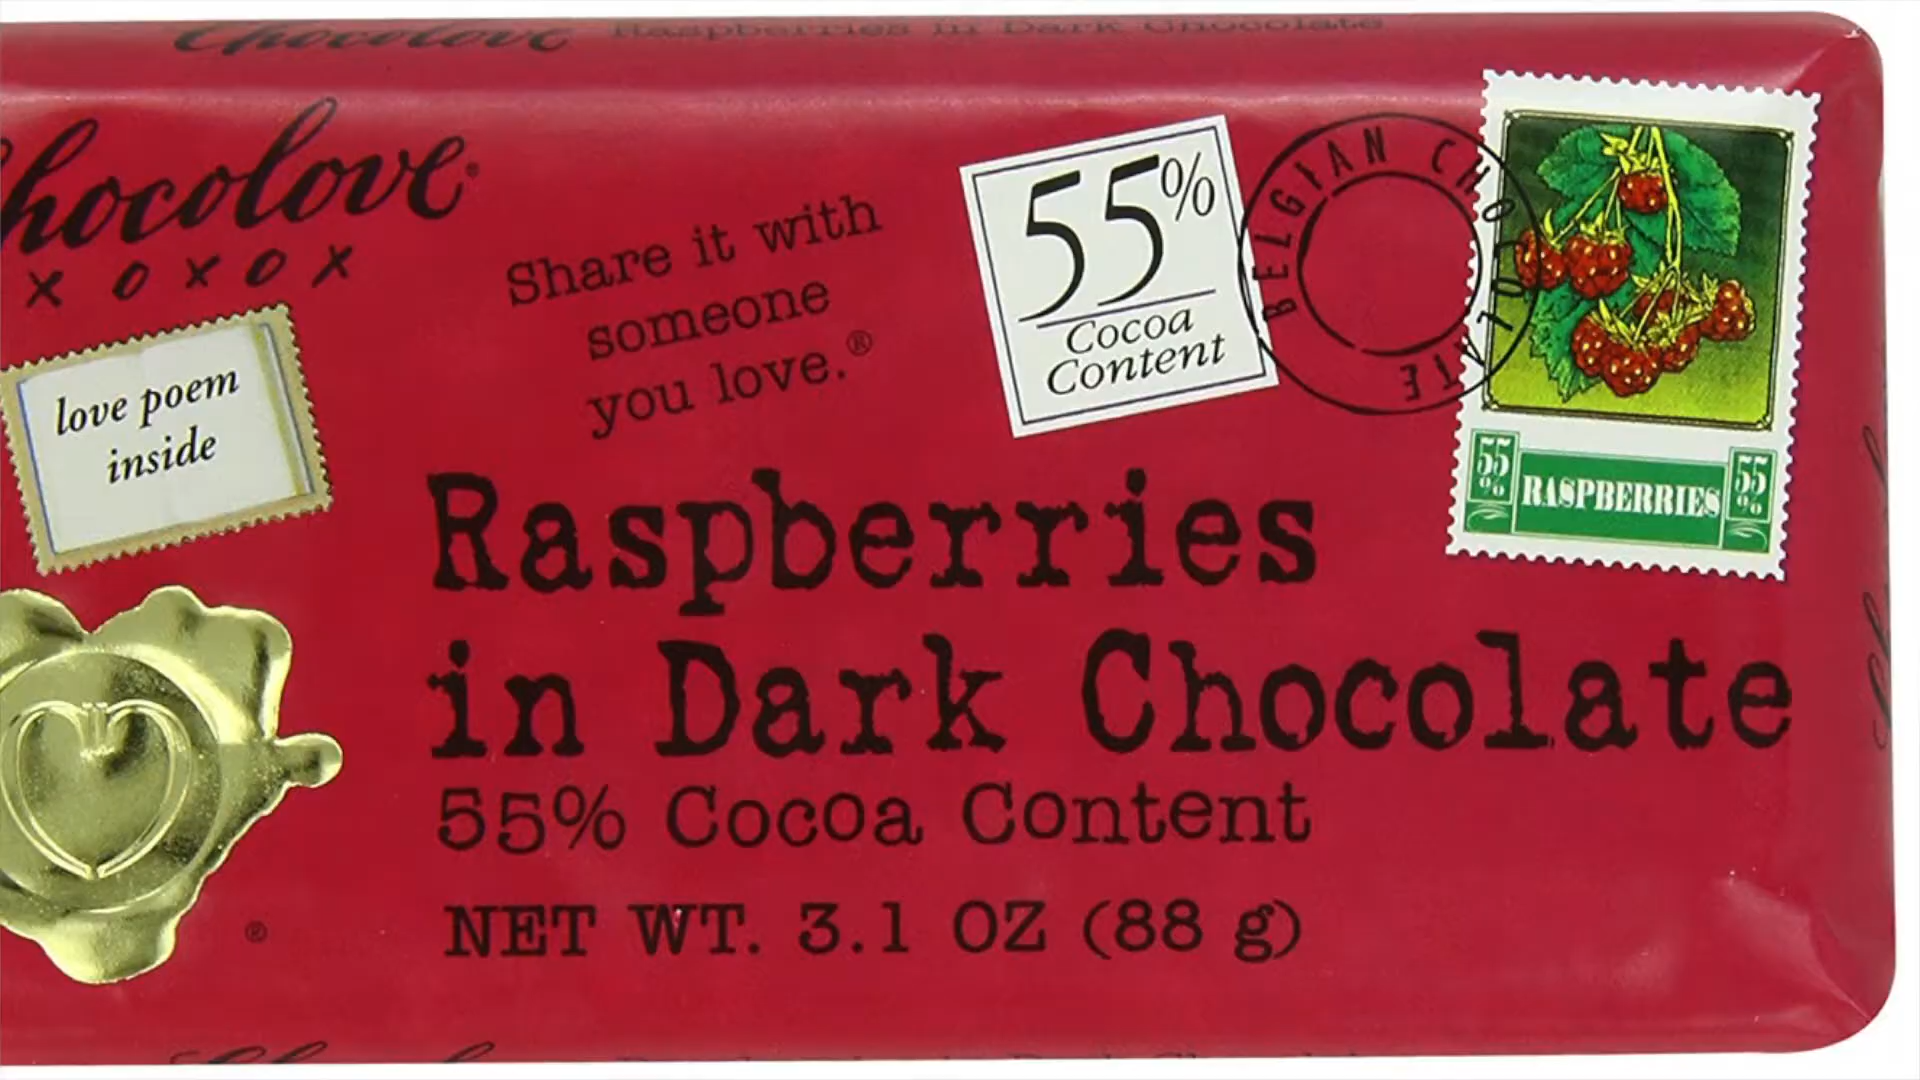 Chocolove Raspberries in Dark Chocolate
hocolove®
X O X O X
Share it with
someone
you love.®
love poem
inside
55%
Cocoa
Content
BELGIAN CHOCOLATE
55% RASPBERRIES 55%
Raspberries
in Dark Chocolate
55% Cocoa Content
NET WT. 3.1 OZ (88 g)
®